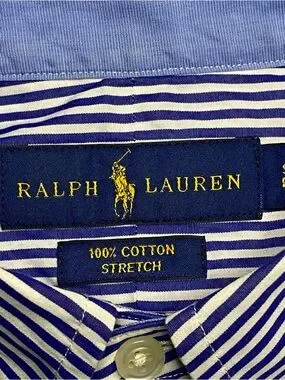 RALPH LAUREN
100% COTTON
STRETCH